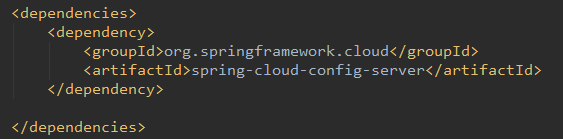 <dependencies>
    <dependency>
        <groupId>org.springframework.cloud</groupId>
        <artifactId>spring-cloud-config-server</artifactId>
    </dependency>

</dependencies>